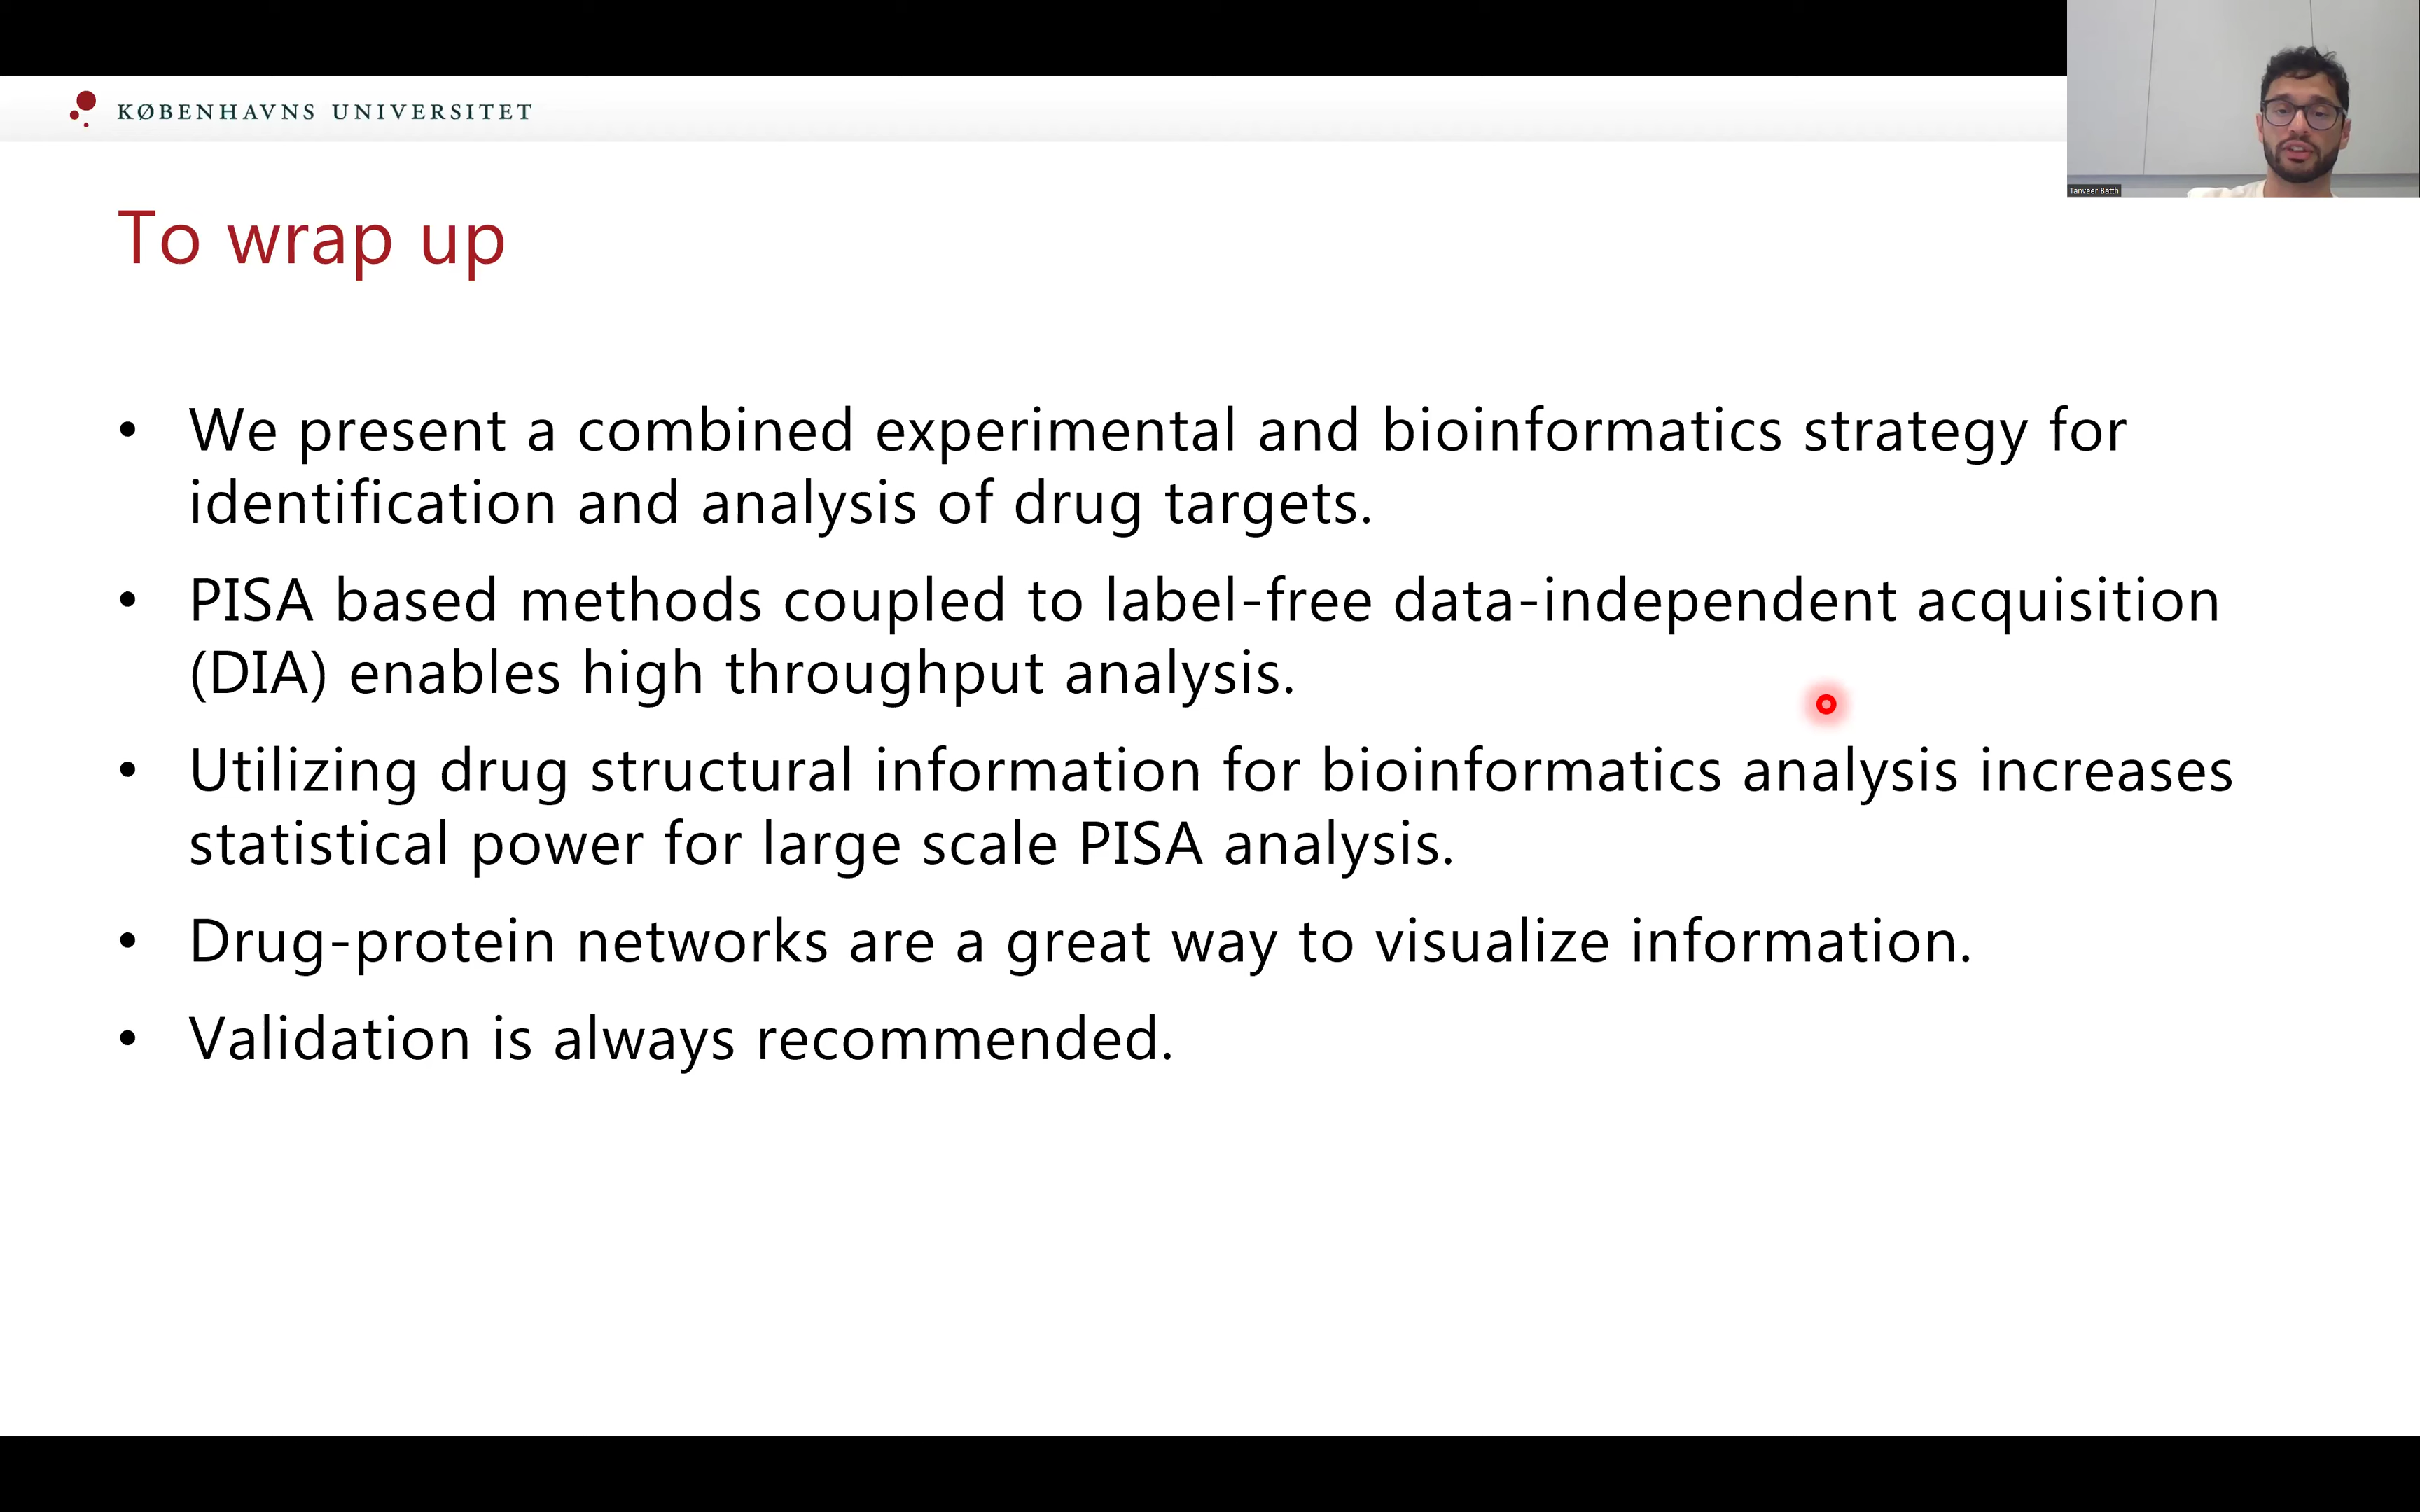 KØBENHAVNS UNIVERSITET
Tanveer Batth
To wrap up
• We present a combined experimental and bioinformatics strategy for
identification and analysis of drug targets.
• PISA based methods coupled to label-free data-independent acquisition
(DIA) enables high throughput analysis.
• Utilizing drug structural information for bioinformatics analysis increases
statistical power for large scale PISA analysis.
• Drug-protein networks are a great way to visualize information.
• Validation is always recommended.